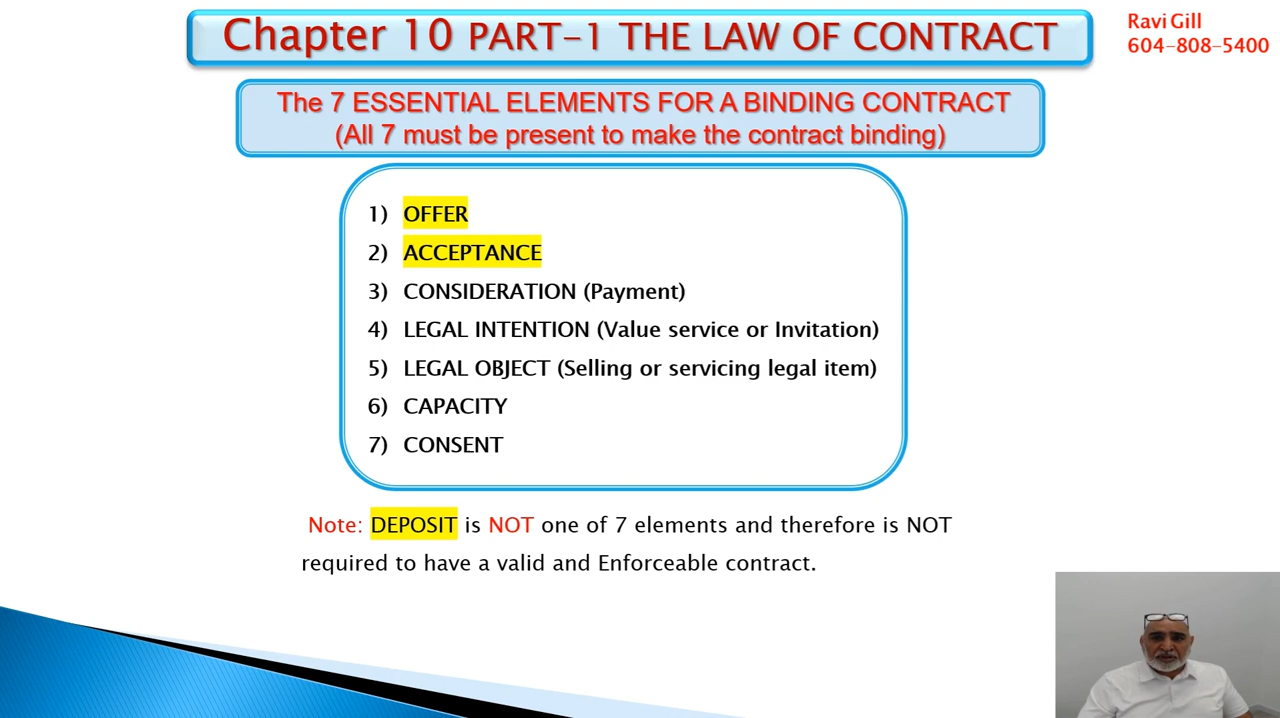 Chapter 10 PART-1 THE LAW OF CONTRACT
Ravi Gill
604-808-5400
The 7 ESSENTIAL ELEMENTS FOR A BINDING CONTRACT
(All 7 must be present to make the contract binding)
1) OFFER
2) ACCEPTANCE
3) CONSIDERATION (Payment)
4) LEGAL INTENTION (Value service or Invitation)
5) LEGAL OBJECT (Selling or servicing legal item)
6) CAPACITY
7) CONSENT
Note: DEPOSIT is NOT one of 7 elements and therefore is NOT
required to have a valid and Enforceable contract.